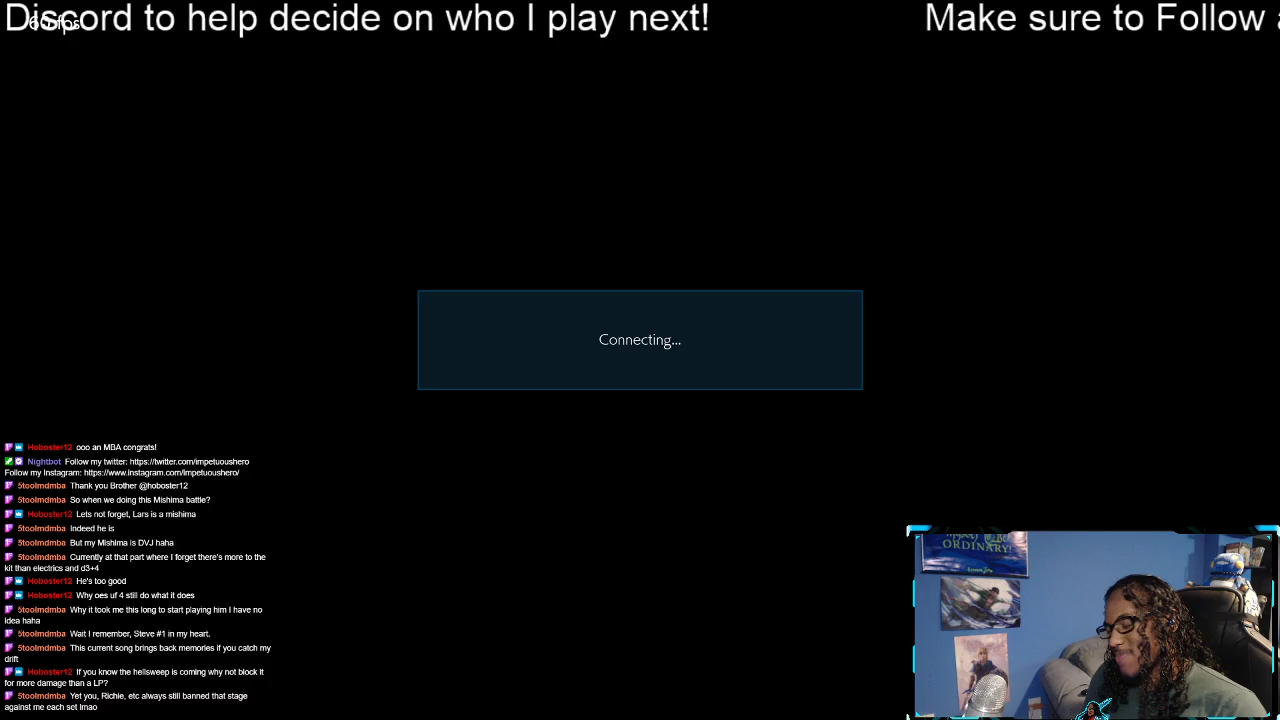 Discord to help decide on who I play next! Make sure to Follow
60 fps
Connecting...
Hoboster12 ooo an MBA congrats!
Nightbot Follow my twitter: https://twitter.com/impetuoushero
Follow my Instagram: https://www.instagram.com/impetuoushero/
5toolmdmba Thank you Brother @hoboster12
5toolmdmba So when we doing this Mishima battle?
Hoboster12 Lets not forget, Lars is a mishima
5toolmdmba Indeed he is
5toolmdmba But my Mishima is DVJ haha
5toolmdmba Currently at that part where I forget there's more to the
kit than electrics and d3+4
Hoboster12 He's too good
Hoboster12 Why oes uf 4 still do what it does
5toolmdmba Why it took me this long to start playing him I have no
idea haha
5toolmdmba Wait I remember, Steve #1 in my heart.
5toolmdmba This current song brings back memories if you catch my
drift
Hoboster12 If you know the hellsweep is coming why not block it
for more damage than a LP?
5toolmdmba Yet you, Richie, etc always still banned that stage
against me each set lmao
ORDINARY!